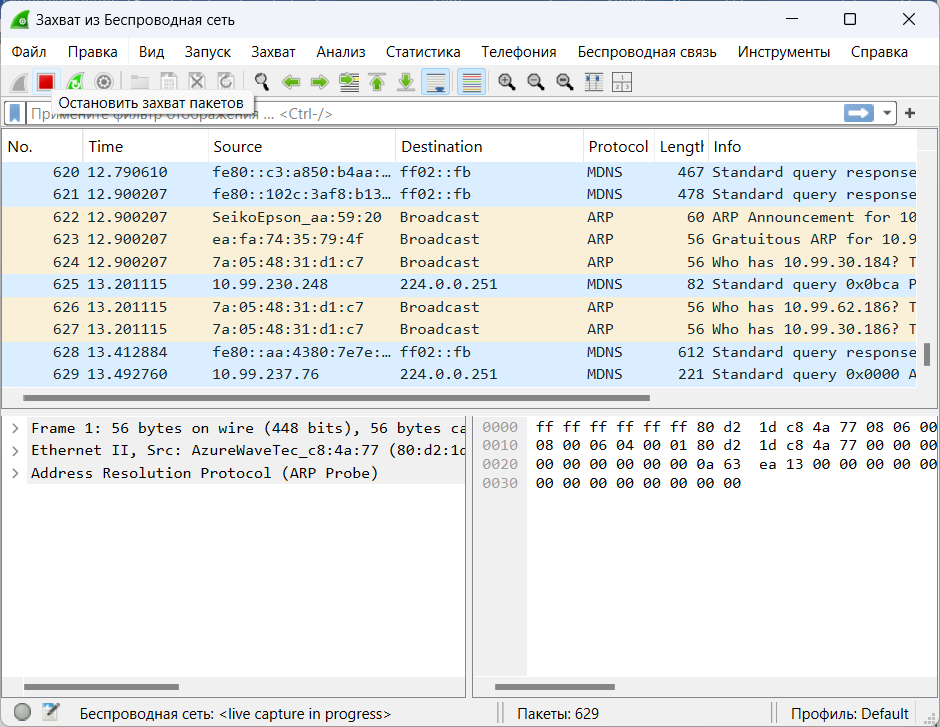 Захват из Беспроводная сеть
Файл Правка Вид Запуск Захват Анализ Статистика Телефония Беспроводная связь Инструменты Справка
Остановить захват пакетов
Примените фильтр отображения ... <Ctrl-/>
No. Time Source Destination Protocol Length Info
620 12.790610 fe80::c3:a850:b4aa:… ff02::fb MDNS 467 Standard query response
621 12.900207 fe80::102c:3af8:b13… ff02::fb MDNS 478 Standard query response
622 12.900207 SeikoEpson_aa:59:20 Broadcast ARP 60 ARP Announcement for 10
623 12.900207 ea:fa:74:35:79:4f Broadcast ARP 56 Gratuitous ARP for 10.9
624 12.900207 7a:05:48:31:d1:c7 Broadcast ARP 56 Who has 10.99.30.184? T
625 13.201115 10.99.230.248 224.0.0.251 MDNS 82 Standard query 0x0bca P
626 13.201115 7a:05:48:31:d1:c7 Broadcast ARP 56 Who has 10.99.62.186? T
627 13.201115 7a:05:48:31:d1:c7 Broadcast ARP 56 Who has 10.99.30.186? T
628 13.412884 fe80::aa:4380:7e7e:… ff02::fb MDNS 612 Standard query response
629 13.492760 10.99.237.76 224.0.0.251 MDNS 221 Standard query 0x0000 A
Frame 1: 56 bytes on wire (448 bits), 56 bytes ca
Ethernet II, Src: AzureWaveTec_c8:4a:77 (80:d2:1d
Address Resolution Protocol (ARP Probe)
0000 ff ff ff ff ff ff 80 d2 1d c8 4a 77 08 06 00
0010 08 00 06 04 00 01 80 d2 1d c8 4a 77 00 00 00
0020 00 00 00 00 00 00 0a 63 ea 13 00 00 00 00 00
0030 00 00 00 00 00 00 00 00
Беспроводная сеть: <live capture in progress> Пакеты: 629 Профиль: Default